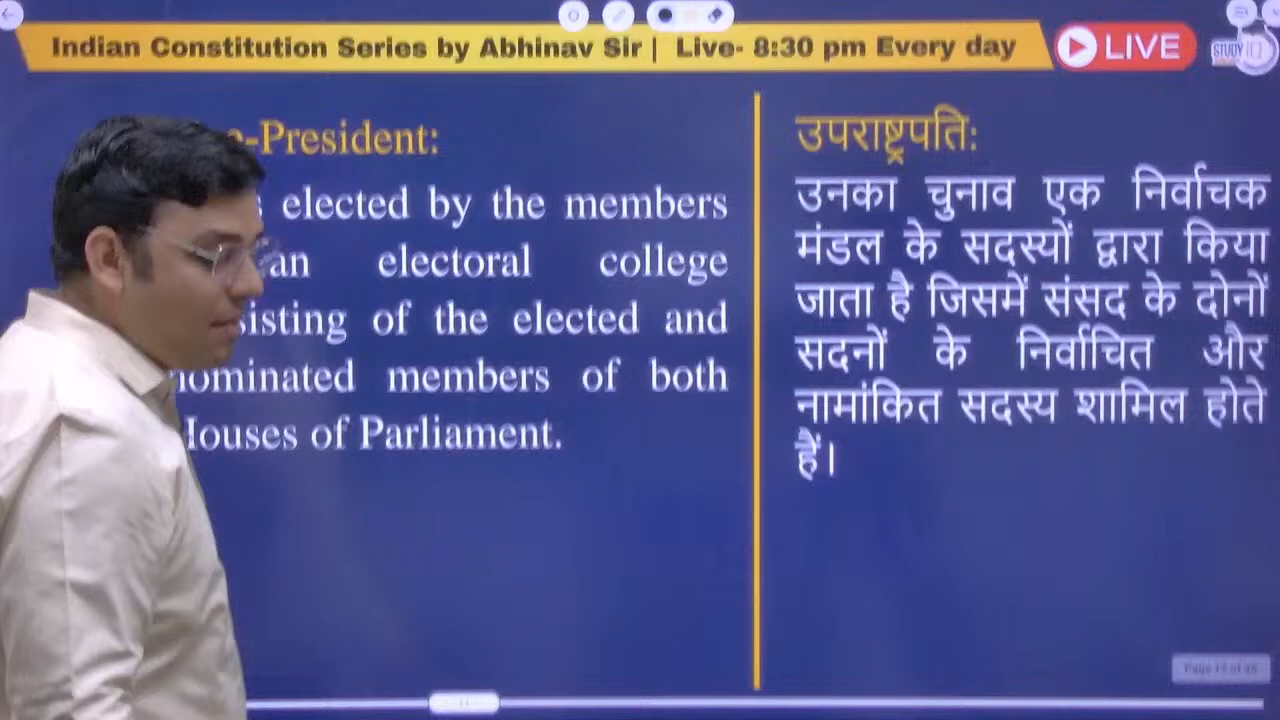 Indian Constitution Series by Abhinav Sir | Live- 8:30 pm Every day
LIVE
STUDY IQ
e-President:
elected by the members
an electoral college
sisting of the elected and
nominated members of both
Houses of Parliament.
उपराष्ट्रपति:
उनका चुनाव एक निर्वाचक
मंडल के सदस्यों द्वारा किया
जाता है जिसमें संसद के दोनों
सदनों के निर्वाचित और
नामांकित सदस्य शामिल होते
हैं।